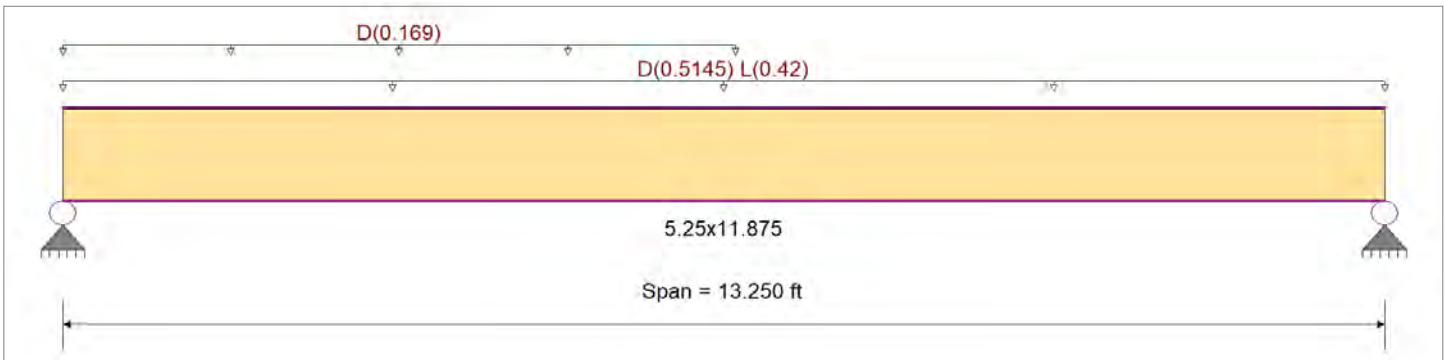 D(0.169)
D(0.5145) L(0.42)
5.25x11.875
Span = 13.250 ft